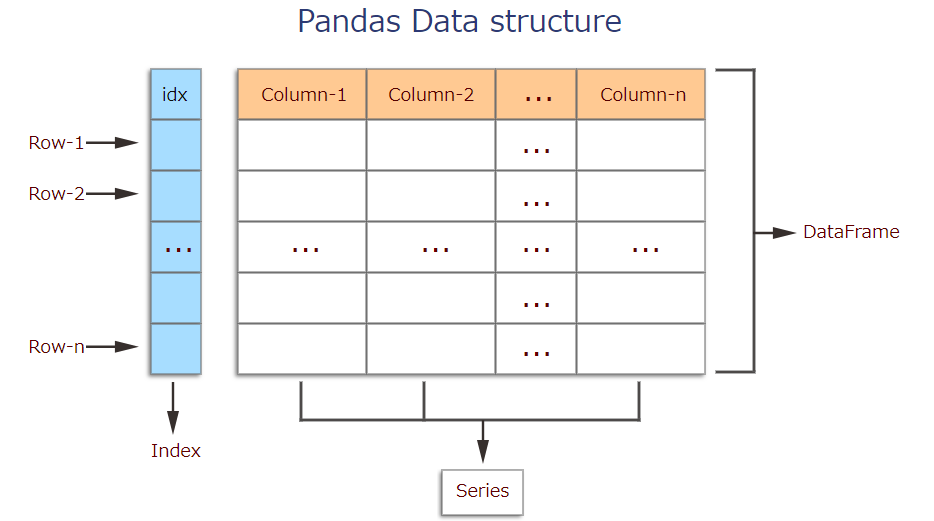 Pandas Data structure
idx Column-1 Column-2 ... Column-n
Row-1 ...
Row-2 ...
... ... ... ... ...
...
Row-n ...
DataFrame
Index
Series